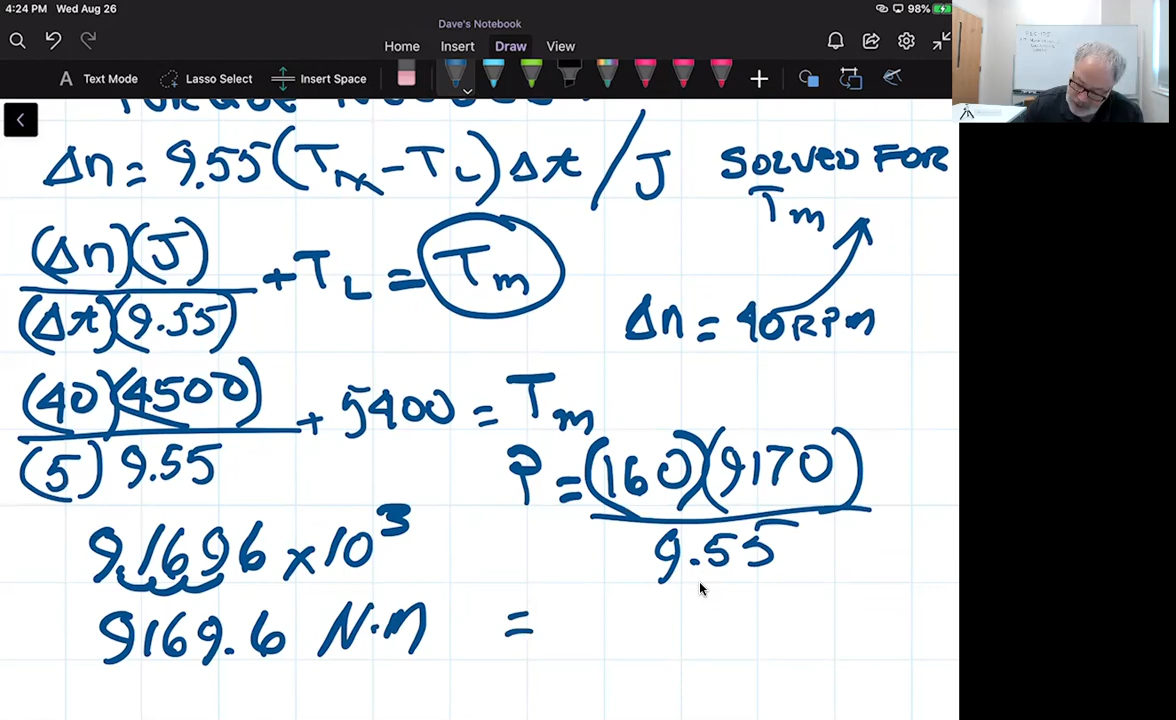 4:24 PM Wed Aug 26
98%
Dave's Notebook
Home Insert Draw View
Text Mode Lasso Select Insert Space
Δn = 9.55(Tm - TL)Δt / J SOLVED FOR
Tm
(Δn)(J)
(Δt)(9.55)
+ TL = Tm
Δn = 40 RPM
(40)(4500)
(5) 9.55
+ 5400 = Tm
P = (160)(9170)
9.55
9.1696 x 10³
9169.6 N·m =